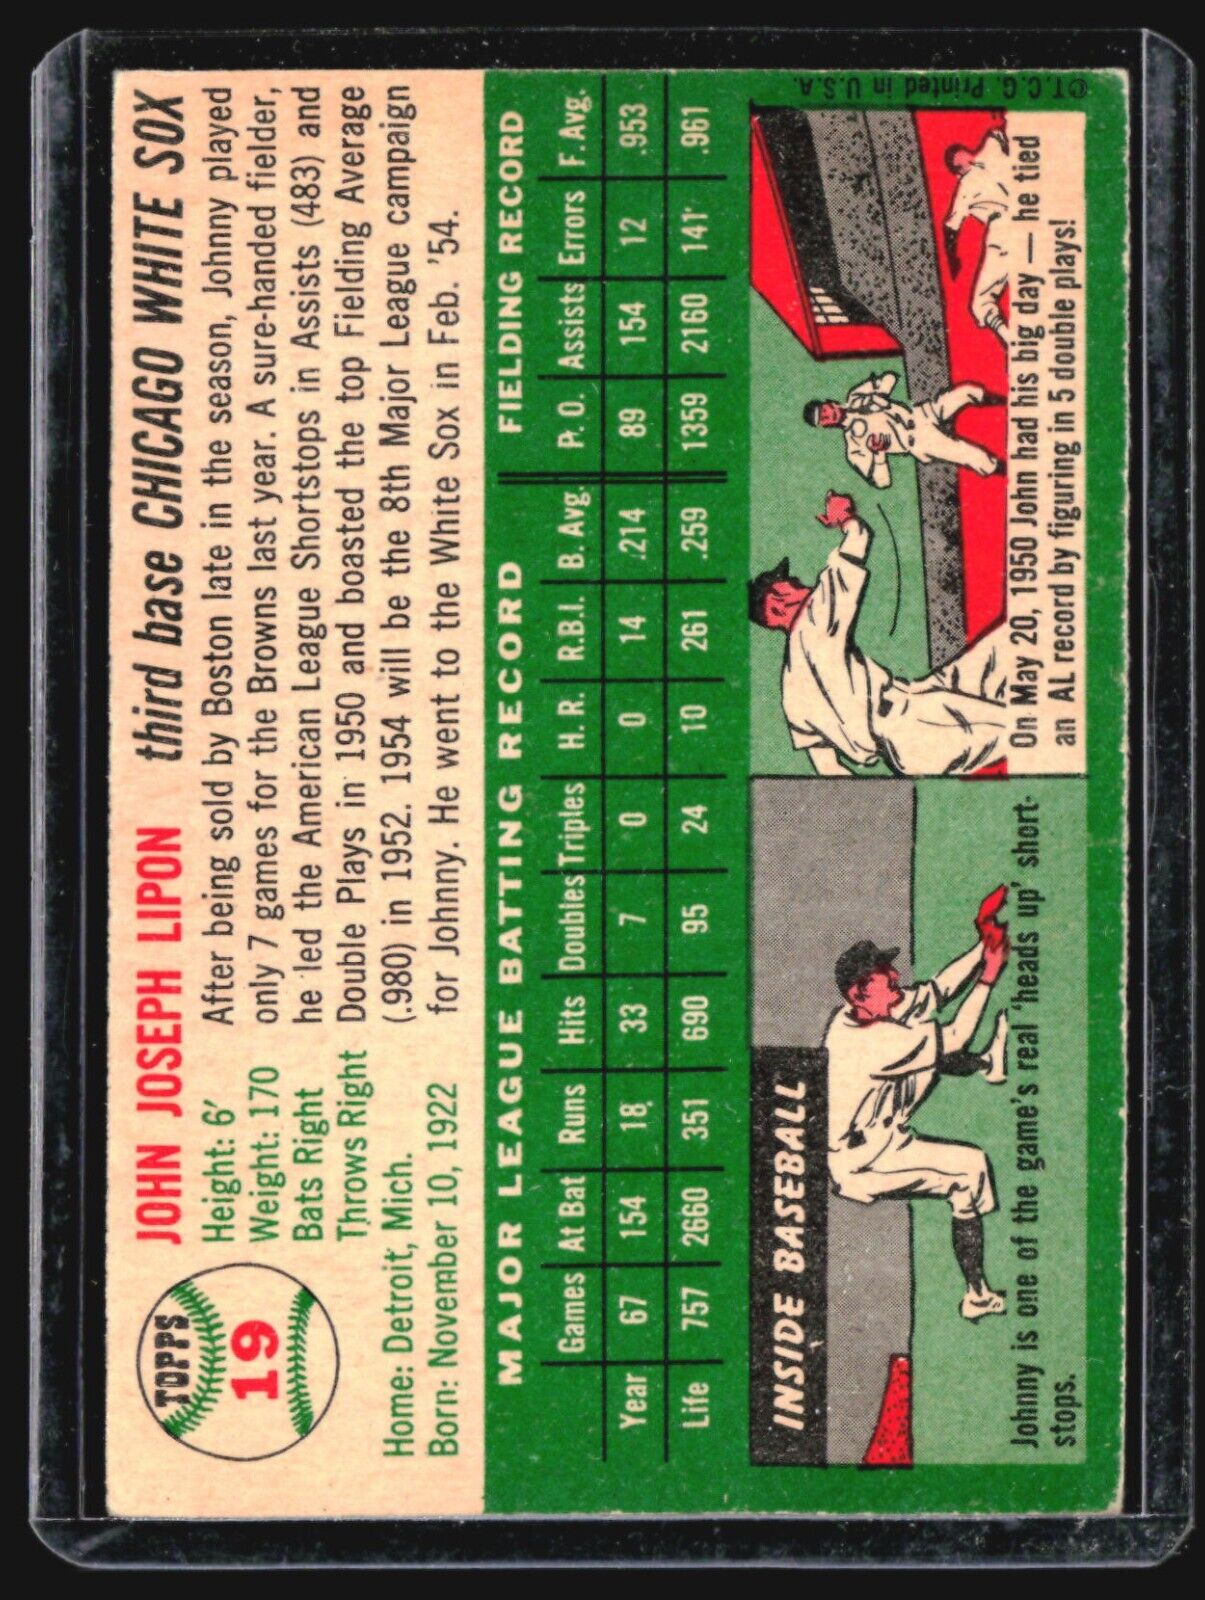 TOPPS
19
JOHN JOSEPH LIPON third base CHICAGO WHITE SOX
Height: 6'
Weight: 170
Bats Right
Throws Right
Home: Detroit, Mich.
Born: November 10, 1922
After being sold by Boston late in the season, Johnny played
only 7 games for the Browns last year. A sure-handed fielder,
he led the American League Shortstops in Assists (483) and
Double Plays in 1950 and boasted the top Fielding Average
(.980) in 1952. 1954 will be the 8th Major League campaign
for Johnny. He went to the White Sox in Feb. '54.
MAJOR LEAGUE BATTING RECORD FIELDING RECORD
Games At Bat Runs Hits Doubles Triples H. R. R.B.I. B. Avg. P. O. Assists Errors F. Avg.
Year 67 154 18 33 7 0 0 14 .214 89 154 12 .953
Life 757 2660 351 690 95 24 10 261 .259 1359 2160 141 .961
INSIDE BASEBALL
Johnny is one of the game's real 'heads up' short-
stops.
On May 20, 1950 John had his big day — he tied
an AL record by figuring in 5 double plays!
©T.C.G. Printed in U.S.A.